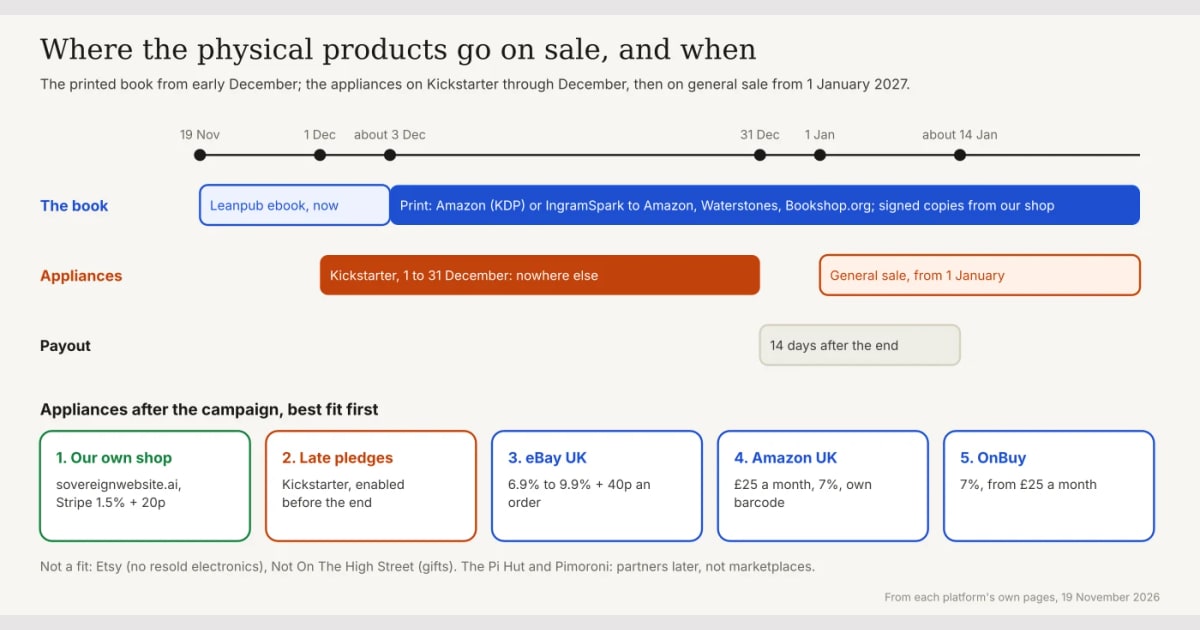 Where the physical products go on sale, and when
The printed book from early December; the appliances on Kickstarter through December, then on general sale from 1 January 2027.
19 Nov
1 Dec
about 3 Dec
31 Dec
1 Jan
about 14 Jan
The book
Leanpub ebook, now
Print: Amazon (KDP) or IngramSpark to Amazon, Waterstones, Bookshop.org; signed copies from our shop
Appliances
Kickstarter, 1 to 31 December: nowhere else
General sale, from 1 January
Payout
14 days after the end
Appliances after the campaign, best fit first
1. Our own shop
sovereignwebsite.ai,
Stripe 1.5% + 20p
2. Late pledges
Kickstarter, enabled
before the end
3. eBay UK
6.9% to 9.9% + 40p an
order
4. Amazon UK
£25 a month, 7%, own
barcode
5. OnBuy
7%, from £25 a month
Not a fit: Etsy (no resold electronics), Not On The High Street (gifts). The Pi Hut and Pimoroni: partners later, not marketplaces.
From each platform's own pages, 19 November 2026